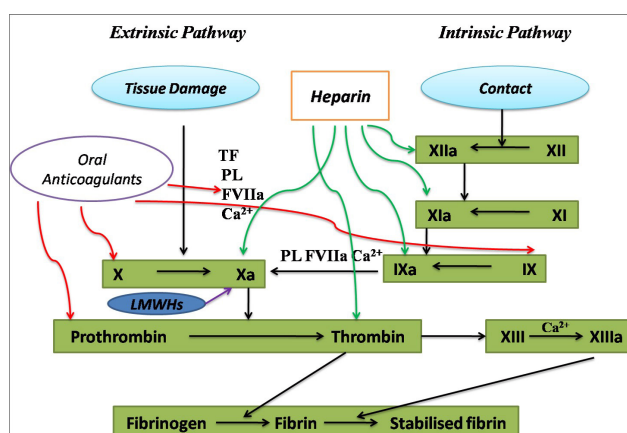 Extrinsic Pathway
Intrinsic Pathway
Tissue Damage
Heparin
Contact
XIIa XII
Oral
Anticoagulants
TF
PL
FVIIa
Ca²⁺
XIa XI
PL FVIIa Ca²⁺
X Xa
IXa IX
LMWHs
Prothrombin Thrombin
XIII Ca²⁺ XIIIa
Fibrinogen Fibrin Stabilised fibrin